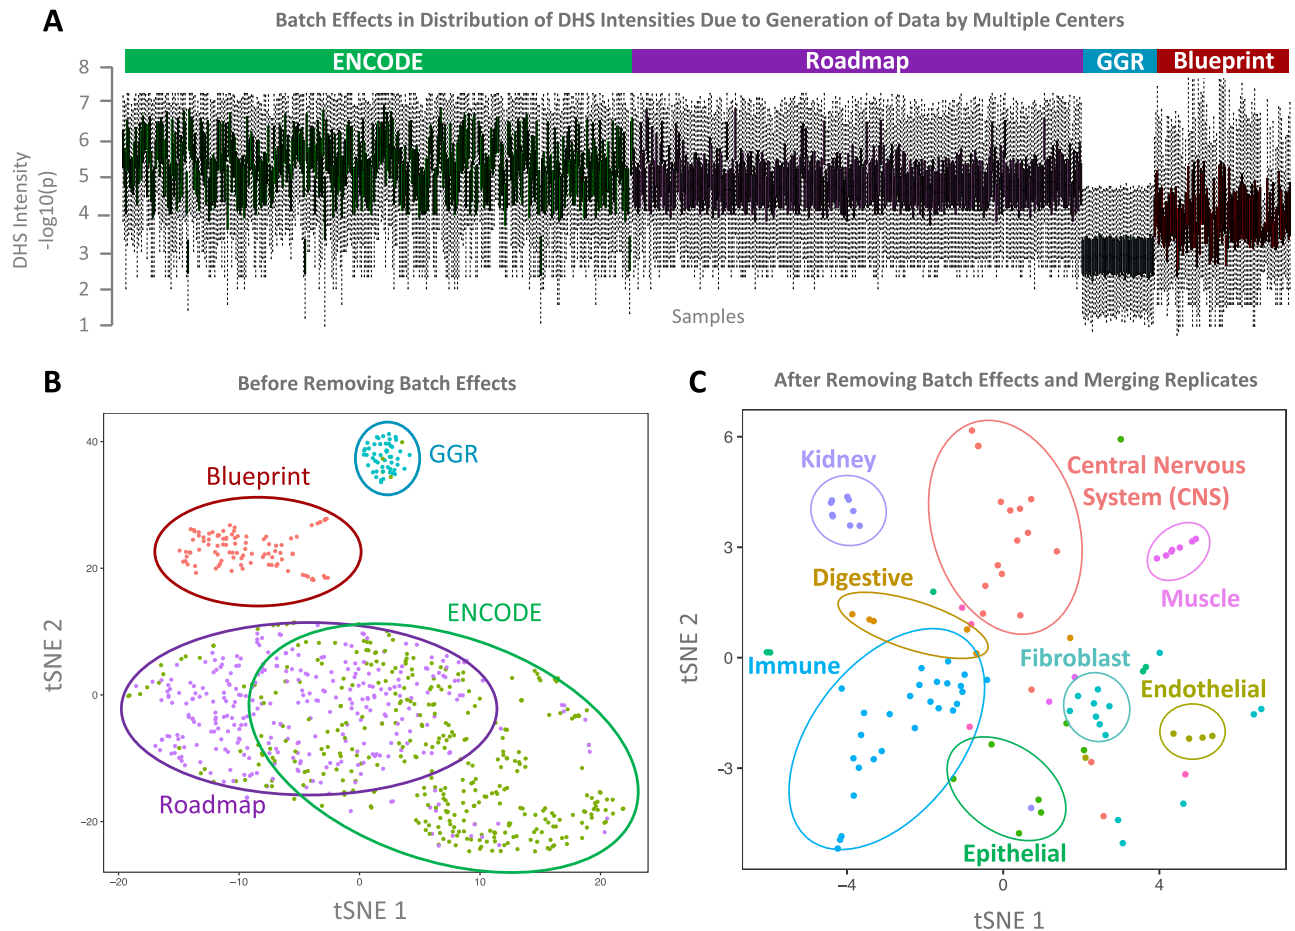 A
Batch Effects in Distribution of DHS Intensities Due to Generation of Data by Multiple Centers
ENCODE
Roadmap
GGR
Blueprint
DHS Intensity
-log10(p)
8
7
6
5
4
3
2
1
Samples
B
Before Removing Batch Effects
tSNE 2
40
20
0
−20
GGR
Blueprint
ENCODE
Roadmap
−20
−10
0
10
20
tSNE 1
C
After Removing Batch Effects and Merging Replicates
tSNE 2
6
3
0
−3
Kidney
Central Nervous
System (CNS)
Muscle
Digestive
Immune
Fibroblast
Endothelial
Epithelial
−4
0
4
tSNE 1